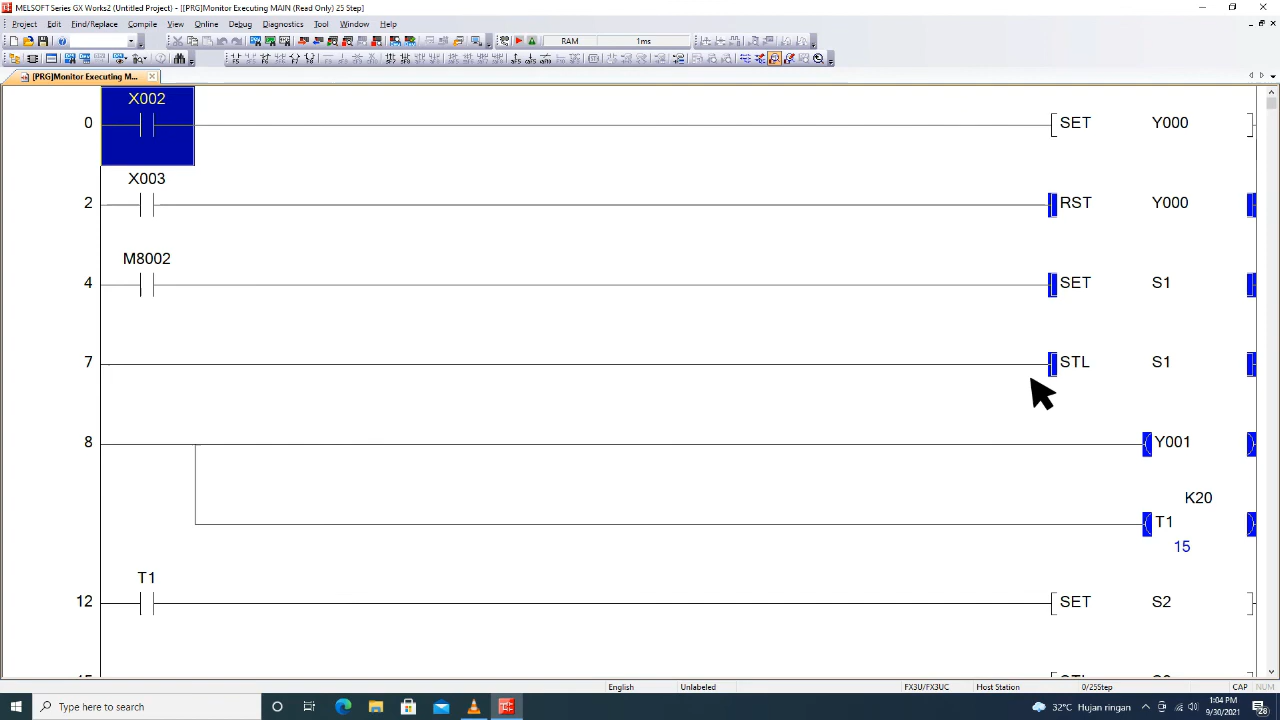 MELSOFT Series GX Works2 (Untitled Project) - [[PRG]Monitor Executing MAIN (Read Only) 25 Step]
Project Edit Find/Replace Compile View Online Debug Diagnostics Tool Window Help
RAM 1ms
[PRG]Monitor Executing M...
X002
0 SET Y000
X003
2 RST Y000
M8002
4 SET S1
7 STL S1
8 Y001
K20
T1
15
T1
12 SET S2
English Unlabeled FX3U/FX3UC Host Station 0/25Step CAP NUM
Type here to search 32°C Hujan ringan 1:04 PM
9/30/2021 28